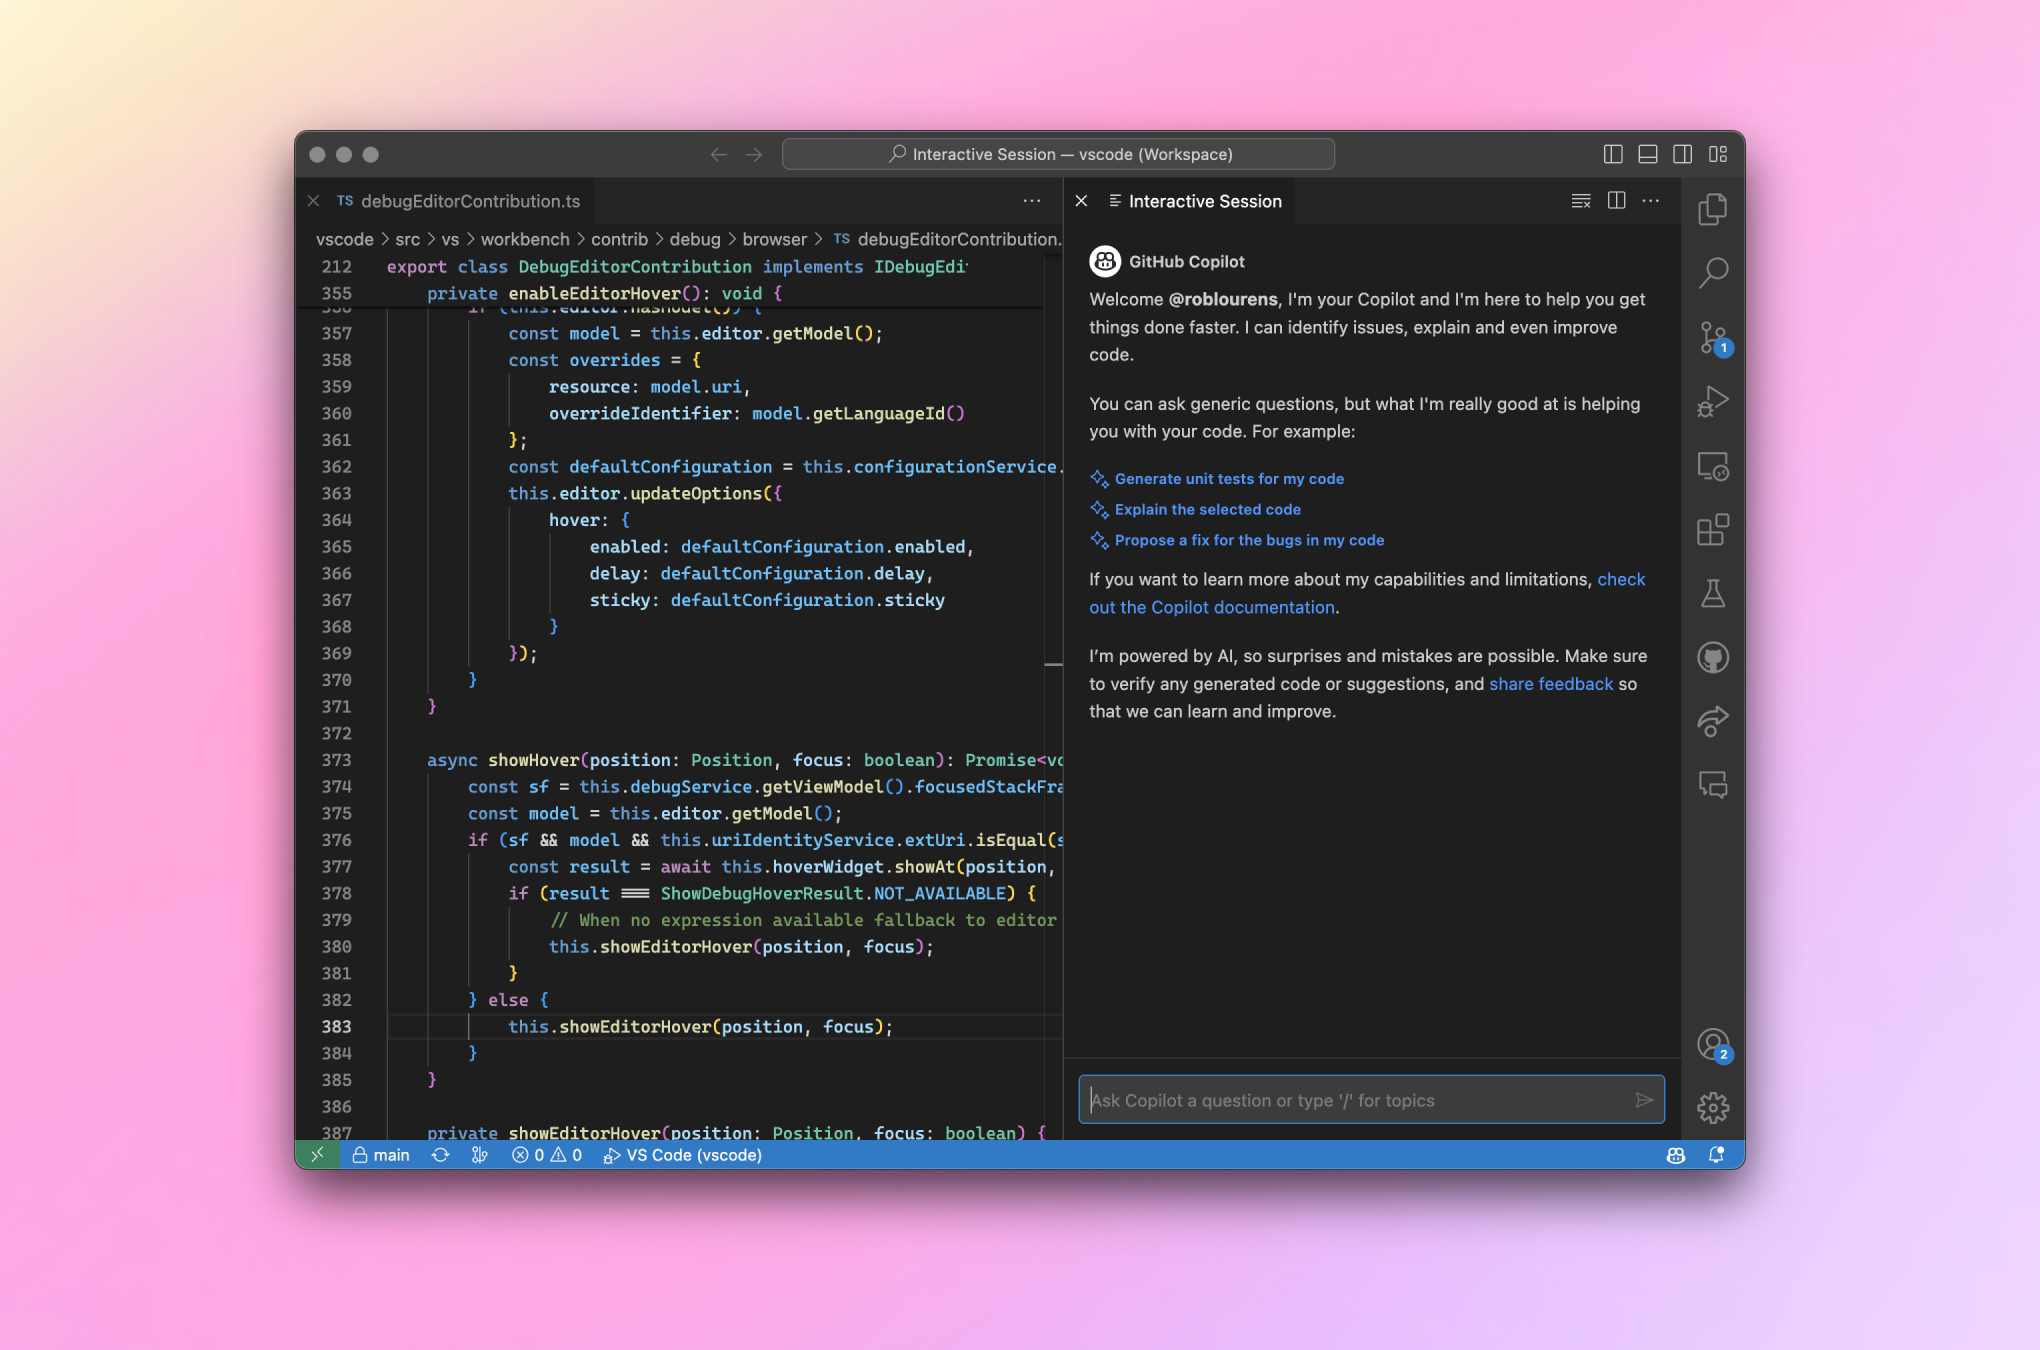 Interactive Session — vscode (Workspace)
TS debugEditorContribution.ts
vscode > src > vs > workbench > contrib > debug > browser > TS debugEditorContribution.
212 export class DebugEditorContribution implements IDebugEdi
355 private enableEditorHover(): void {
if (this.editor.hasModel()) {
357 const model = this.editor.getModel();
358 const overrides = {
359 resource: model.uri,
360 overrideIdentifier: model.getLanguageId()
361 };
362 const defaultConfiguration = this.configurationService.
363 this.editor.updateOptions({
364 hover: {
365 enabled: defaultConfiguration.enabled,
366 delay: defaultConfiguration.delay,
367 sticky: defaultConfiguration.sticky
368 }
369 });
370 }
371 }
372
373 async showHover(position: Position, focus: boolean): Promise<vo
374 const sf = this.debugService.getViewModel().focusedStackFra
375 const model = this.editor.getModel();
376 if (sf && model && this.uriIdentityService.extUri.isEqual(s
377 const result = await this.hoverWidget.showAt(position,
378 if (result === ShowDebugHoverResult.NOT_AVAILABLE) {
379 // When no expression available fallback to editor
380 this.showEditorHover(position, focus);
381 }
382 } else {
383 this.showEditorHover(position, focus);
384 }
385 }
386
387 private showEditorHover(position: Position, focus: boolean) {
Interactive Session
GitHub Copilot
Welcome @roblourens, I'm your Copilot and I'm here to help you get
things done faster. I can identify issues, explain and even improve
code.
You can ask generic questions, but what I'm really good at is helping
you with your code. For example:
Generate unit tests for my code
Explain the selected code
Propose a fix for the bugs in my code
If you want to learn more about my capabilities and limitations, check
out the Copilot documentation.
I’m powered by AI, so surprises and mistakes are possible. Make sure
to verify any generated code or suggestions, and share feedback so
that we can learn and improve.
Ask Copilot a question or type '/' for topics
1
2
main 0 0 VS Code (vscode)